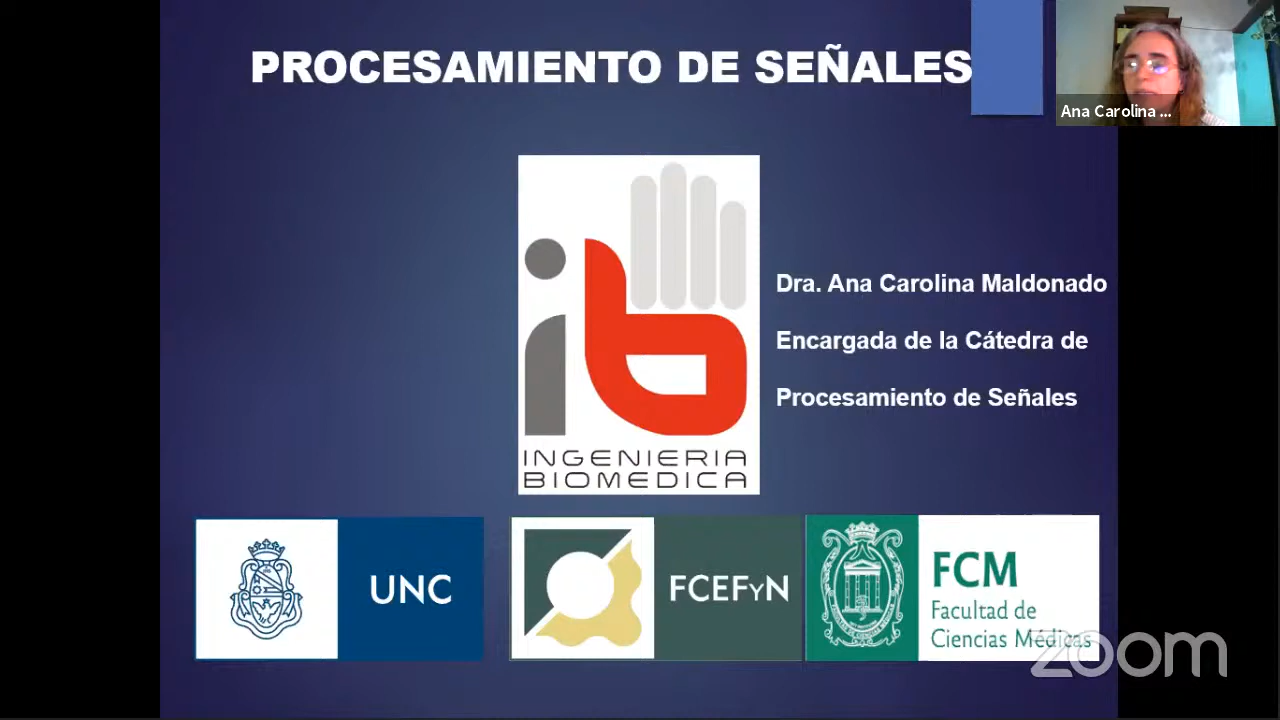 PROCESAMIENTO DE SEÑALES
Ana Carolina ...
Dra. Ana Carolina Maldonado
Encargada de la Cátedra de
Procesamiento de Señales
INGENIERIA
BIOMEDICA
UNC
FCEFyN
FCM
Facultad de
Ciencias Médicas
zoom